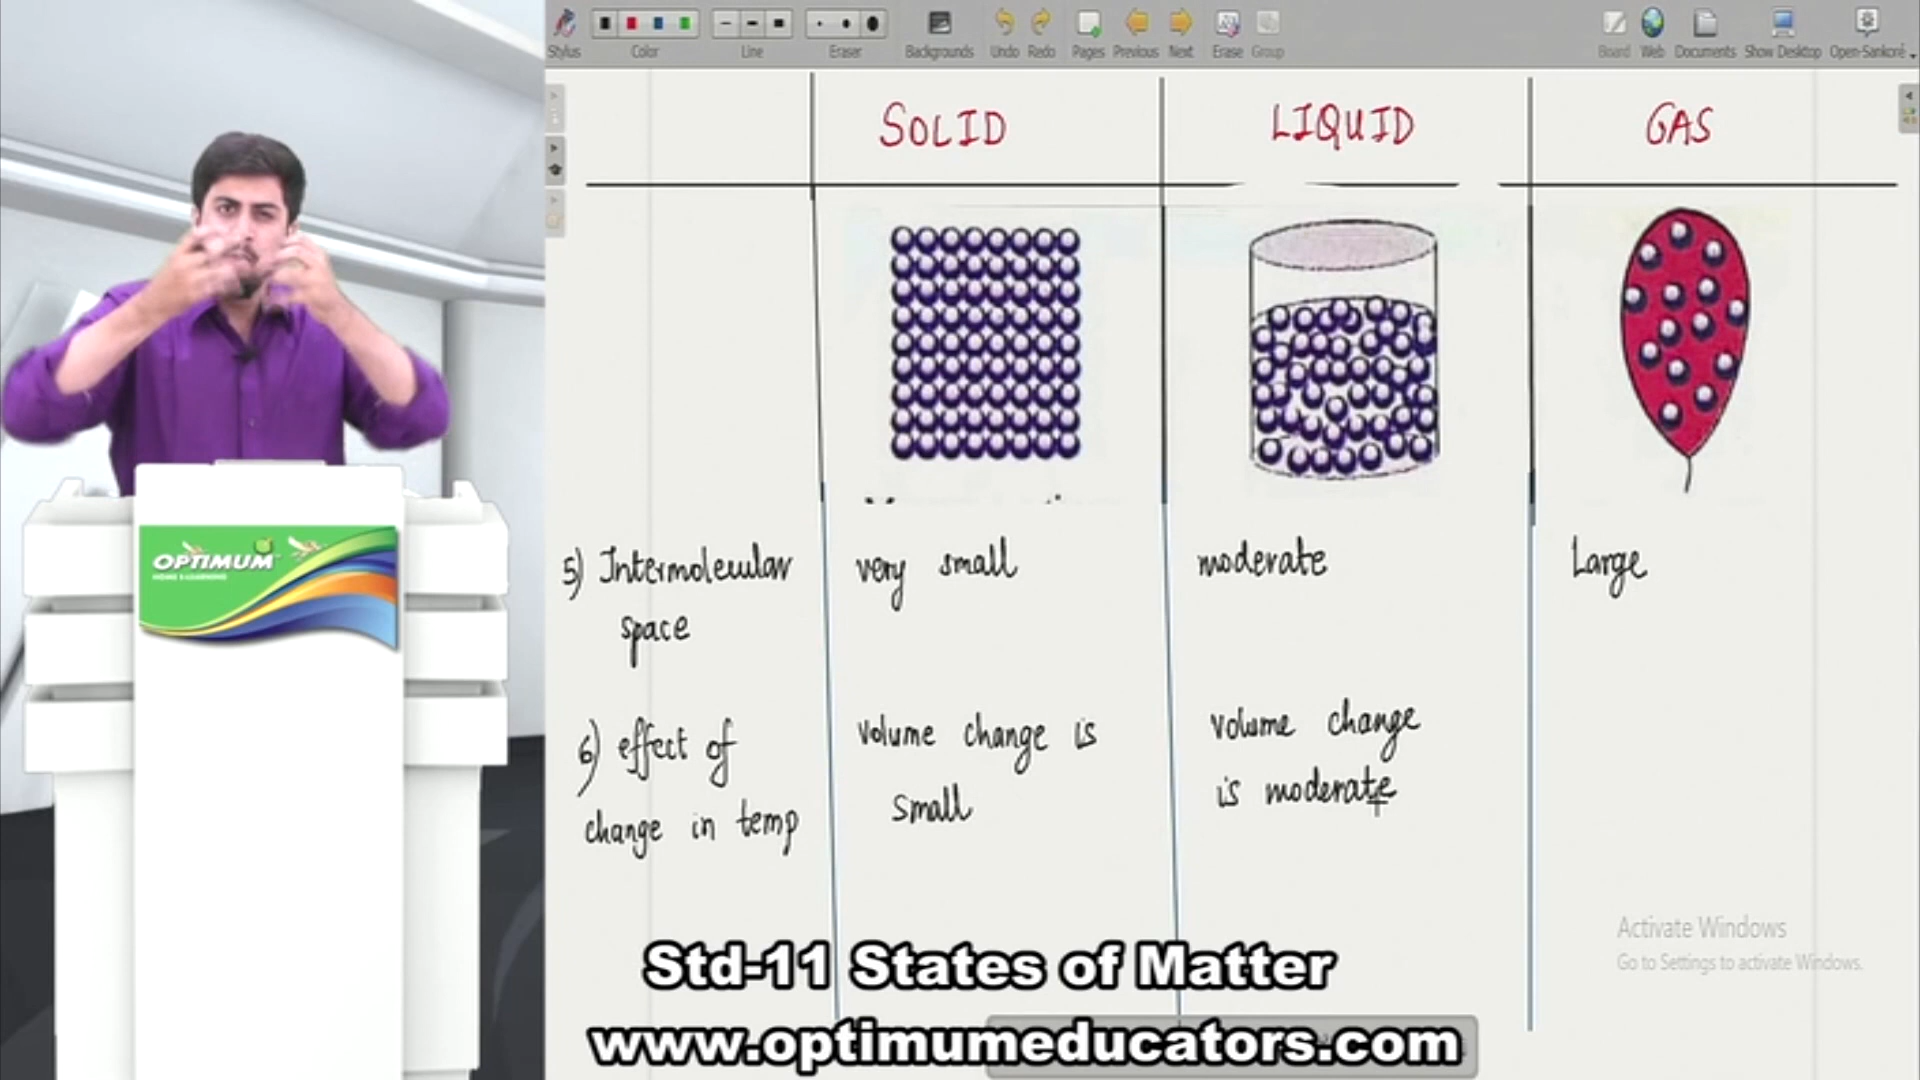 Stylus
Color
Line
Eraser
Backgrounds
Undo
Redo
Pages
Previous
Next
Erase
Group
Board
Web
Documents
Show Desktop
Open-Sankoré
SOLID
LIQUID
GAS
5) Intermolecular space
very small
moderate
Large
6) effect of change in temp
Volume change is
small
Volume change
is moderate
OPTIMUM
HOME E-LEARNING
Activate Windows
Go to Settings to activate Windows.
Std-11 States of Matter
www.optimumeducators.com